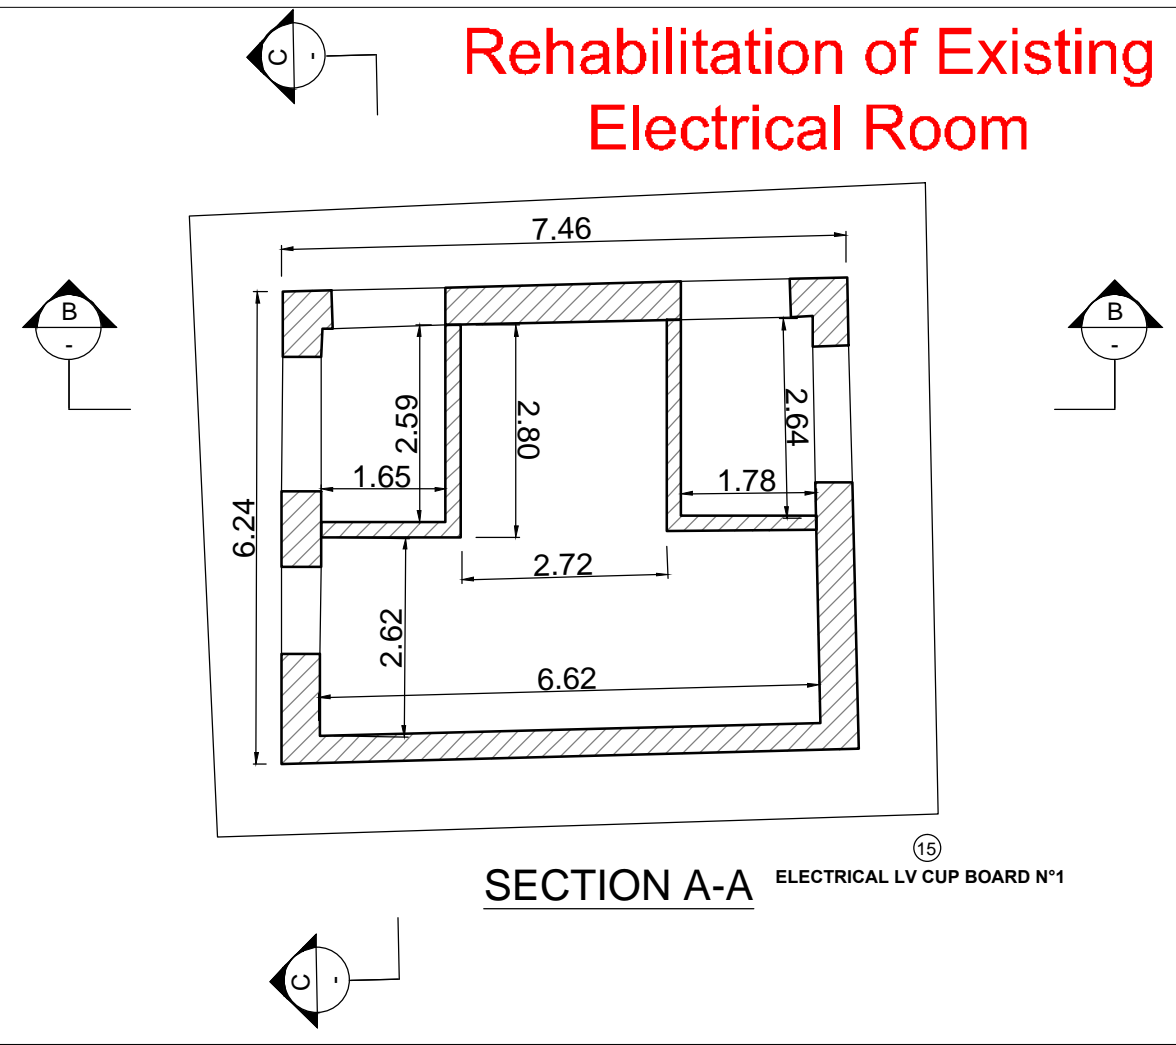 C
-
Rehabilitation of Existing
Electrical Room
7.46
B
-
B
-
2.59
2.80
2.64
1.65
1.78
6.24
2.72
2.62
6.62
15
SECTION A-A
ELECTRICAL LV CUP BOARD N°1
C
-